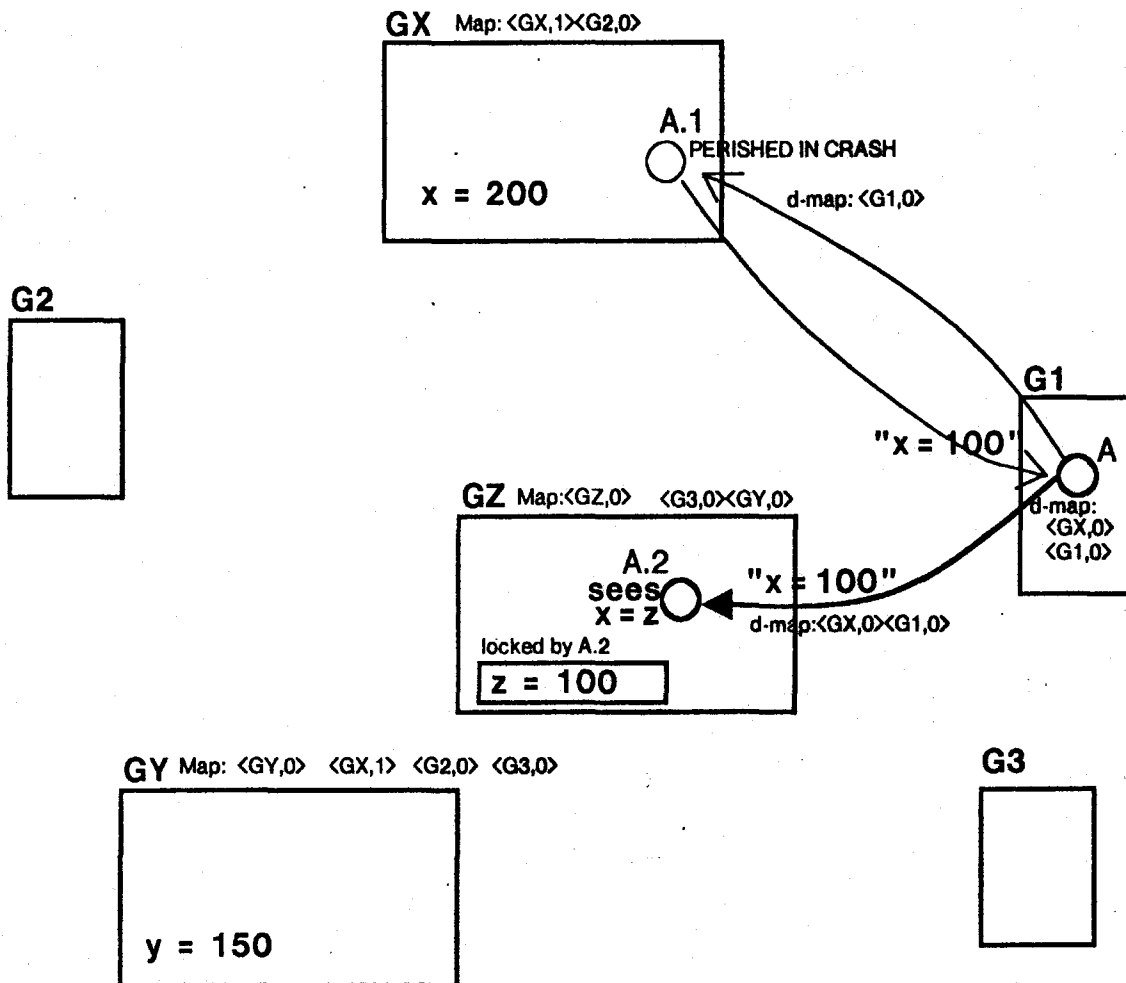 GX Map: <GX,1><G2,0>
A.1
PERISHED IN CRASH
x = 200
d-map: <G1,0>
G2
G1
"x = 100"
A
d-map:
<GX,0>
<G1,0>
GZ Map:<GZ,0> <G3,0><GY,0>
A.2
sees
x = z
"x = 100"
d-map:<GX,0><G1,0>
locked by A.2
z = 100
GY Map: <GY,0> <GX,1> <G2,0> <G3,0>
G3
y = 150